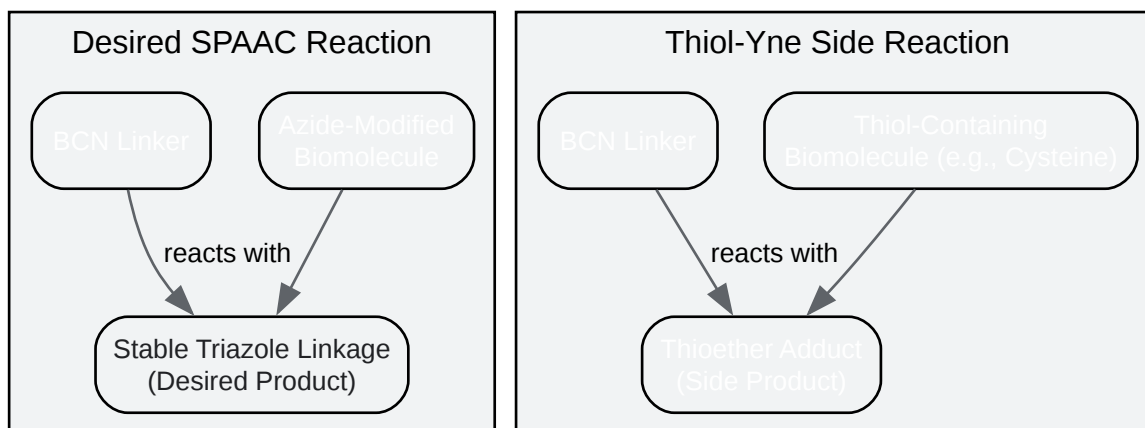 Desired SPAAC Reaction
BCN Linker
Azide-Modified
Biomolecule
reacts with
Stable Triazole Linkage
(Desired Product)
Thiol-Yne Side Reaction
BCN Linker
Thiol-Containing
Biomolecule (e.g., Cysteine)
reacts with
Thioether Adduct
(Side Product)